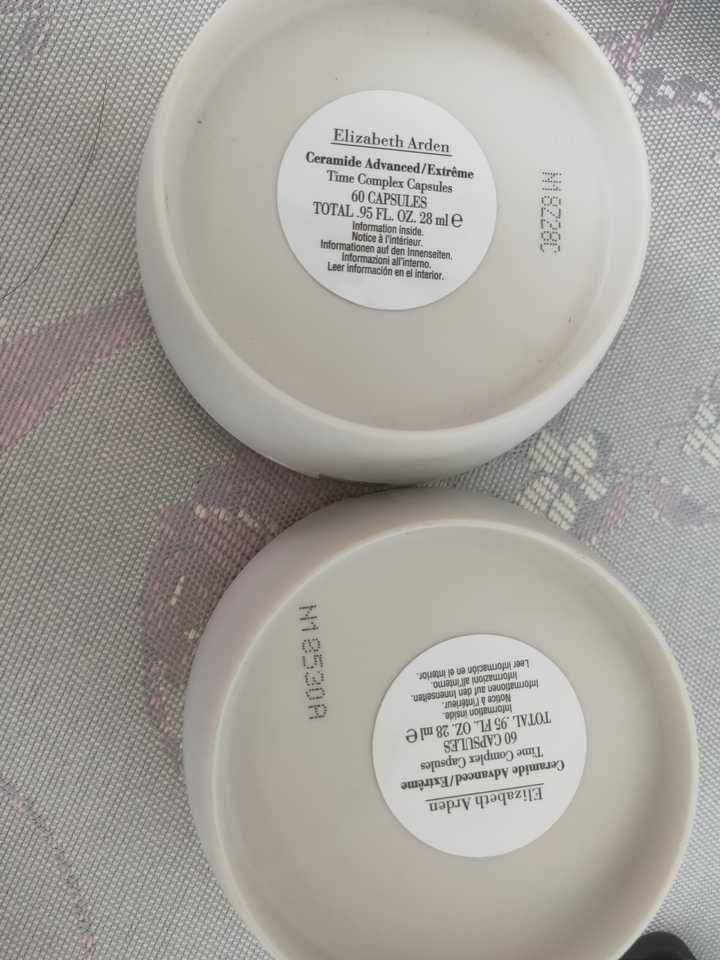 Elizabeth Arden
Ceramide Advanced/Extrême
Time Complex Capsules
60 CAPSULES
TOTAL .95 FL. OZ. 28 ml ℮
Information inside.
Notice à l'intérieur.
Informationen auf den Innenseiten.
Informazioni all'interno.
Leer información en el interior.
N18Z28C
N18530A
Elizabeth Arden
Ceramide Advanced/Extrême
Time Complex Capsules
60 CAPSULES
TOTAL .95 FL. OZ. 28 ml ℮
Information inside.
Notice à l'intérieur.
Informationen auf den Innenseiten.
Informazioni all'interno.
Leer información en el interior.